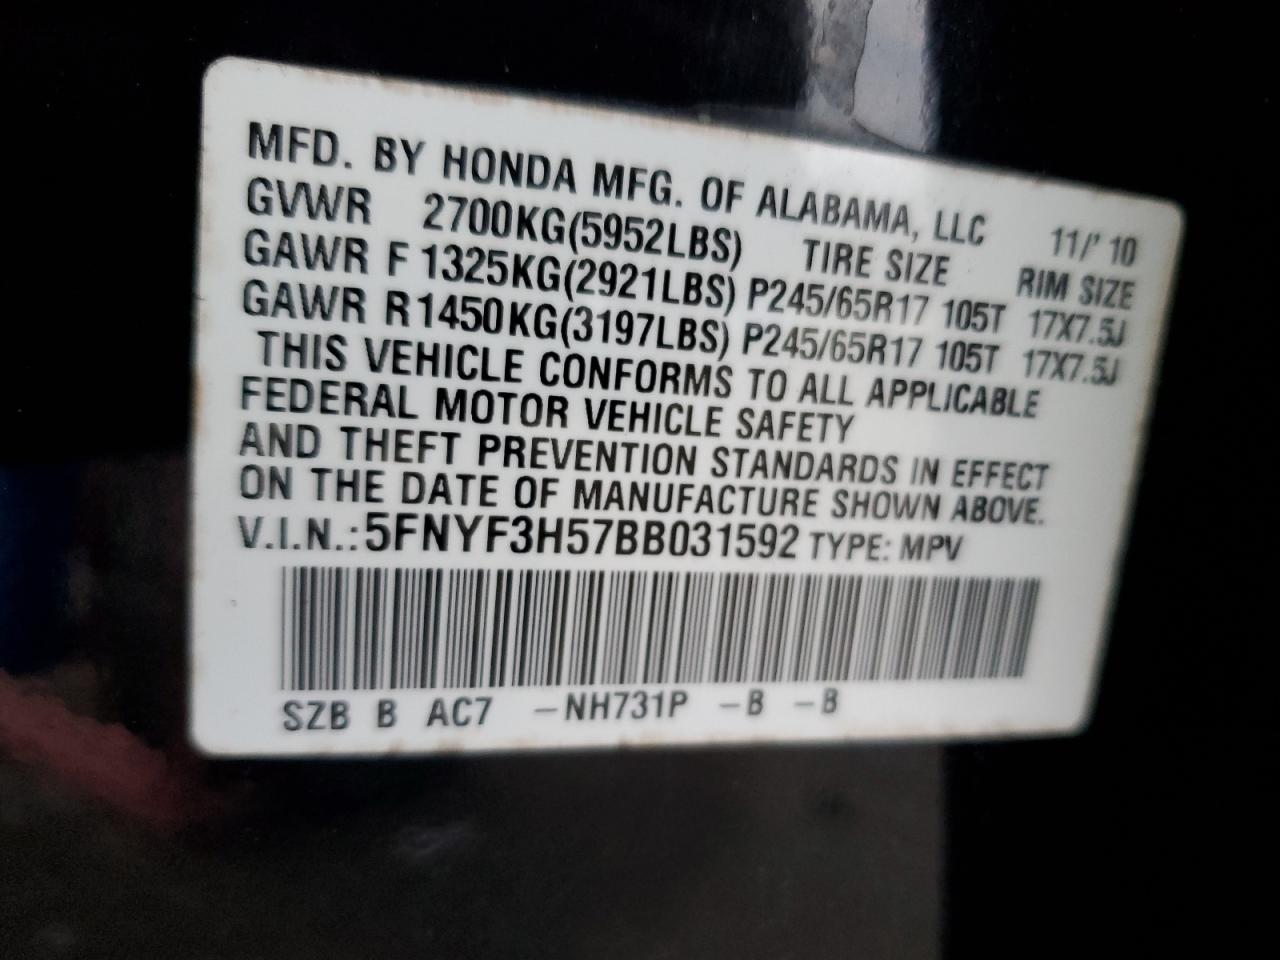 MFD. BY HONDA MFG. OF ALABAMA, LLC 11/'10
GVWR 2700KG(5952LBS) TIRE SIZE RIM SIZE
GAWR F 1325KG(2921LBS) P245/65R17 105T 17X7.5J
GAWR R 1450KG(3197LBS) P245/65R17 105T 17X7.5J
THIS VEHICLE CONFORMS TO ALL APPLICABLE
FEDERAL MOTOR VEHICLE SAFETY
AND THEFT PREVENTION STANDARDS IN EFFECT
ON THE DATE OF MANUFACTURE SHOWN ABOVE.
V.I.N.:5FNYF3H57BB031592 TYPE: MPV
SZB B AC7 -NH731P -B -B